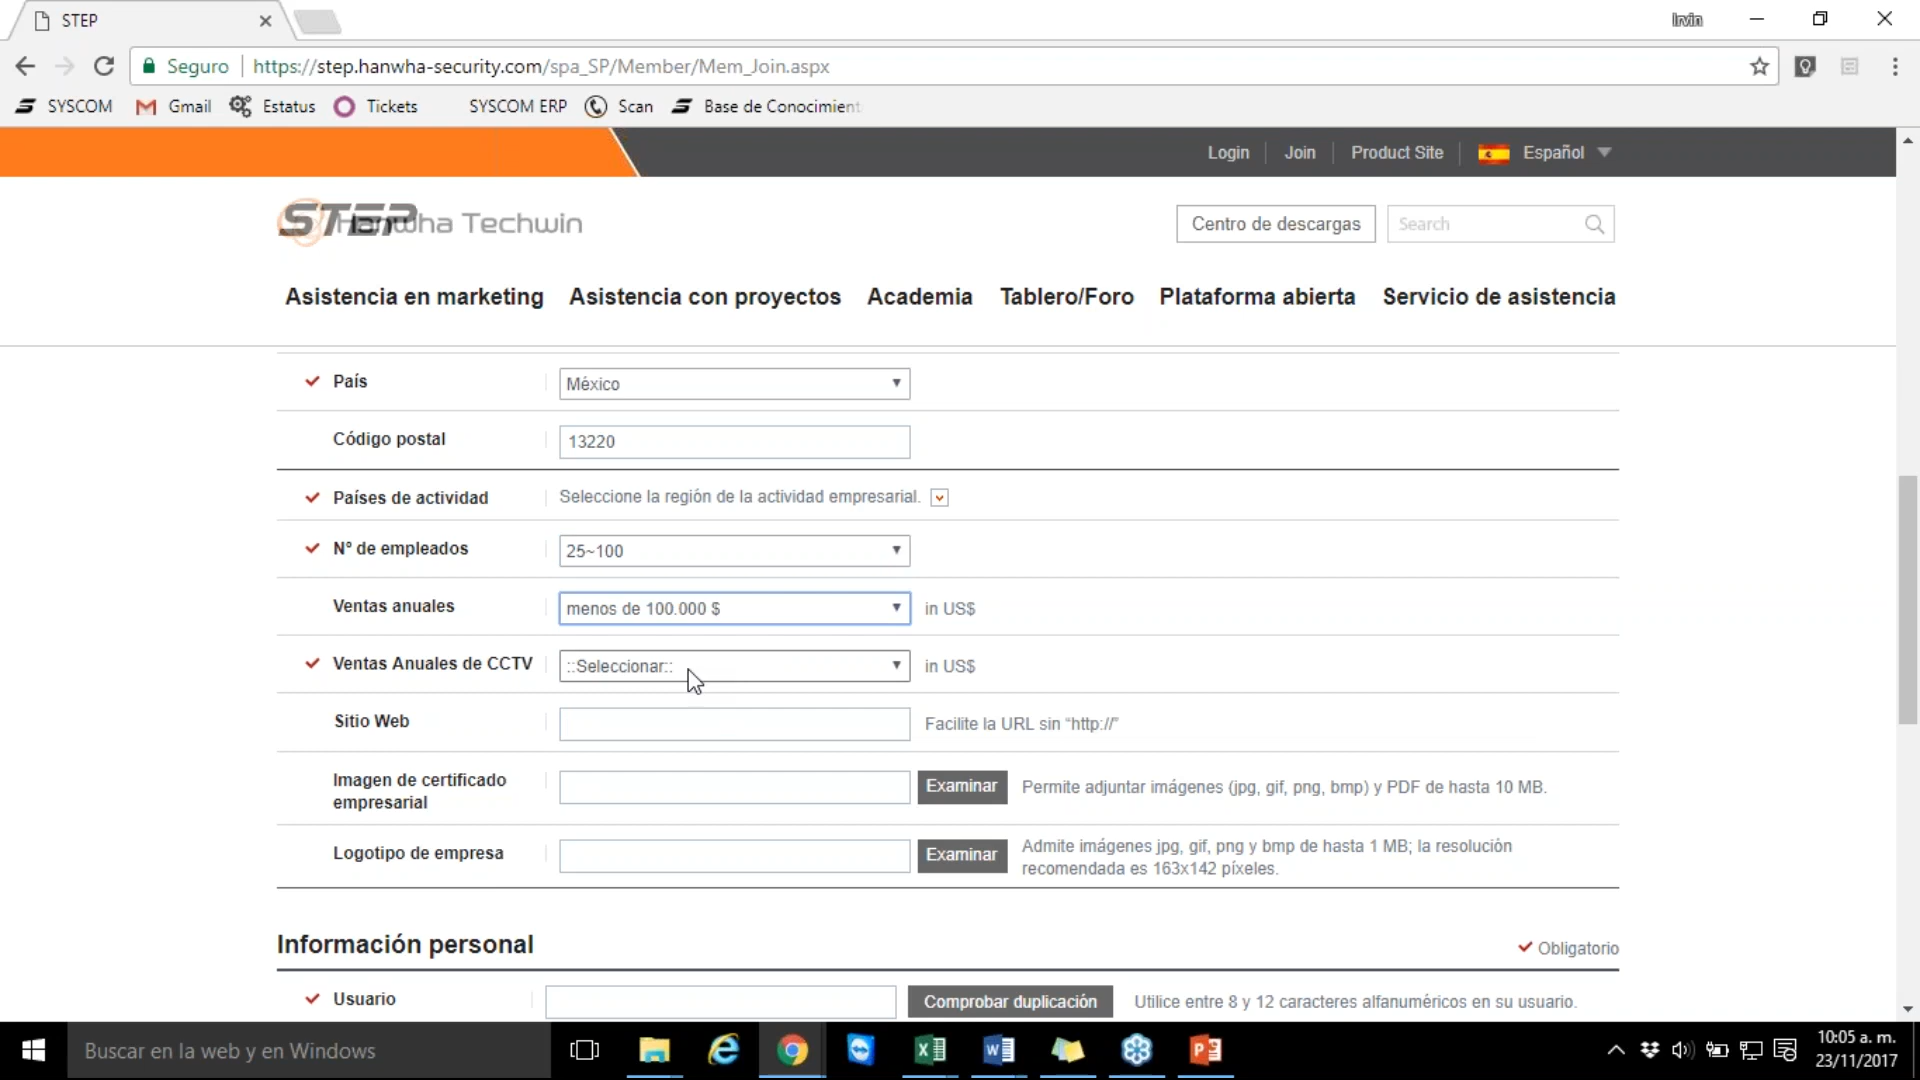 STEP
Irvin
Seguro | https://step.hanwha-security.com/spa_SP/Member/Mem_Join.aspx
SYSCOM Gmail Estatus Tickets SYSCOM ERP Scan Base de Conocimient
Login Join Product Site Español
STEP Hanwha Techwin Centro de descargas Search
Asistencia en marketing Asistencia con proyectos Academia Tablero/Foro Plataforma abierta Servicio de asistencia
País México
Código postal 13220
Países de actividad Seleccione la región de la actividad empresarial.
Nº de empleados 25~100
Ventas anuales menos de 100.000 $ in US$
Ventas Anuales de CCTV ::Seleccionar:: in US$
Sitio Web Facilite la URL sin “http://”
Imagen de certificado
empresarial Examinar Permite adjuntar imágenes (jpg, gif, png, bmp) y PDF de hasta 10 MB.
Logotipo de empresa Examinar Admite imágenes jpg, gif, png y bmp de hasta 1 MB; la resolución
recomendada es 163x142 píxeles.
Información personal Obligatorio
Usuario Comprobar duplicación Utilice entre 8 y 12 caracteres alfanuméricos en su usuario.
Buscar en la web y en Windows
10:05 a. m.
23/11/2017